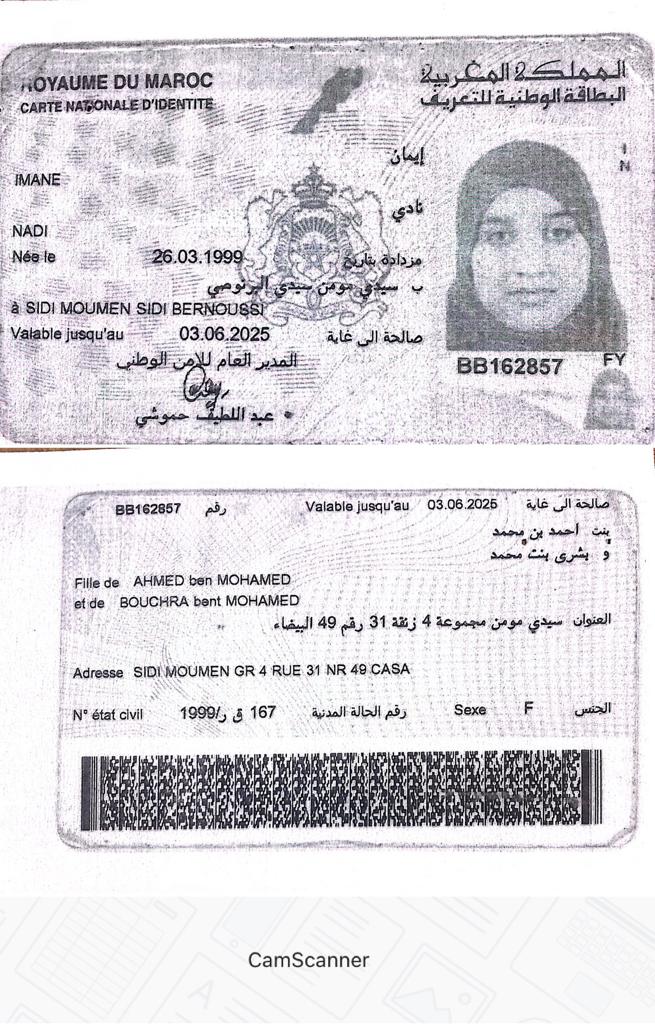 ROYAUME DU MAROC
المملكة المغربية
CARTE NATIONALE D'IDENTITE
البطاقة الوطنية للتعريف
إيمان
IMANE
نادي
NADI
Née le 26.03.1999 مزدادة بتاريخ
ب سيدي مومن سيدي البرنوصي
à SIDI MOUMEN SIDI BERNOUSSI
Valable jusqu'au 03.06.2025 صالحة الى غاية
المدير العام للامن الوطني
عبد اللطيف حموشي
BB162857
I
N
FY
BB162857 رقم Valable jusqu'au 03.06.2025 صالحة الى غاية
بنت احمد بن محمد
و بشرى بنت محمد
Fille de AHMED ben MOHAMED
et de BOUCHRA bent MOHAMED
العنوان سيدي مومن مجموعة 4 زنقة 31 رقم 49 البيضاء
Adresse SIDI MOUMEN GR 4 RUE 31 NR 49 CASA
N° état civil 167 ق ر/1999 رقم الحالة المدنية Sexe F الجنس
CamScanner